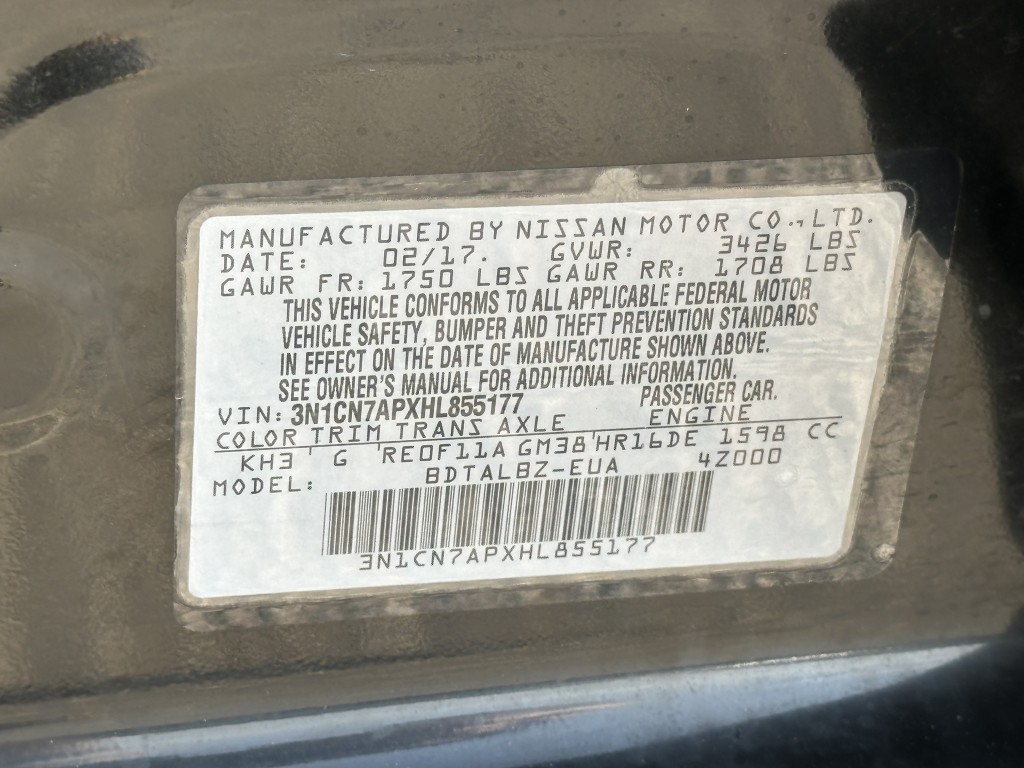 MANUFACTURED BY NISSAN MOTOR CO.,LTD.
DATE: 02/17. GVWR: 3426 LBS
GAWR FR: 1750 LBS GAWR RR: 1708 LBS
THIS VEHICLE CONFORMS TO ALL APPLICABLE FEDERAL MOTOR
VEHICLE SAFETY, BUMPER AND THEFT PREVENTION STANDARDS
IN EFFECT ON THE DATE OF MANUFACTURE SHOWN ABOVE.
SEE OWNER'S MANUAL FOR ADDITIONAL INFORMATION.
VIN: 3N1CN7APXHL855177 PASSENGER CAR.
COLOR TRIM TRANS AXLE ENGINE
KH3 ' G 'RE0F11A GM38'HR16DE 1598 CC
MODEL: BDTALBZ-EUA 4Z000
3N1CN7APXHL855177